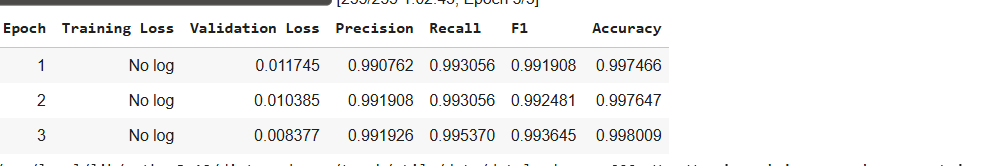 Epoch Training Loss Validation Loss Precision Recall F1 Accuracy
1 No log 0.011745 0.990762 0.993056 0.991908 0.997466
2 No log 0.010385 0.991908 0.993056 0.992481 0.997647
3 No log 0.008377 0.991926 0.995370 0.993645 0.998009